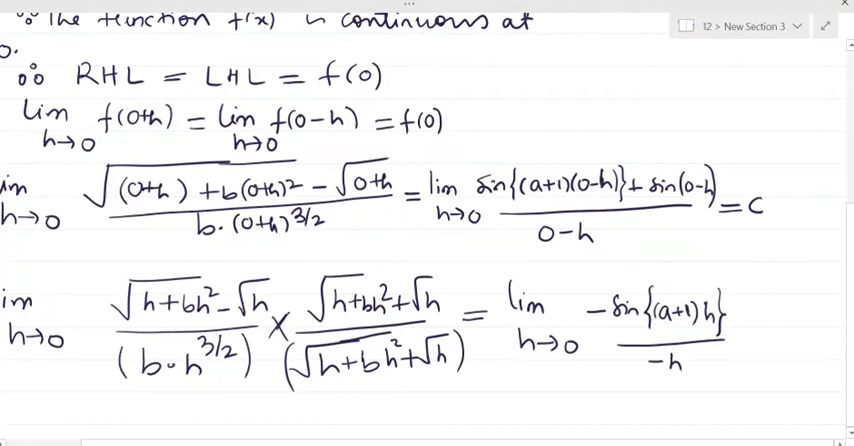 ∵ The function f(x) is continuous at
0.
∴ RHL = LHL = f(0)
lim h→0 f(0+h) = lim h→0 f(0-h) = f(0)
im h→0 (√((0+h) + b(0+h)²) - √(0+h)) / (b·(0+h)^(3/2)) = lim h→0 (sin{(a+1)(0-h)} + sin(0-h)) / (0-h) = c
im h→0 (√(h+bh²) - √h) / (b·h^(3/2)) × (√(h+bh²) + √h) / (√(h+bh²) + √h) = lim h→0 (-sin{(a+1)h}) / (-h)
12 > New Section 3